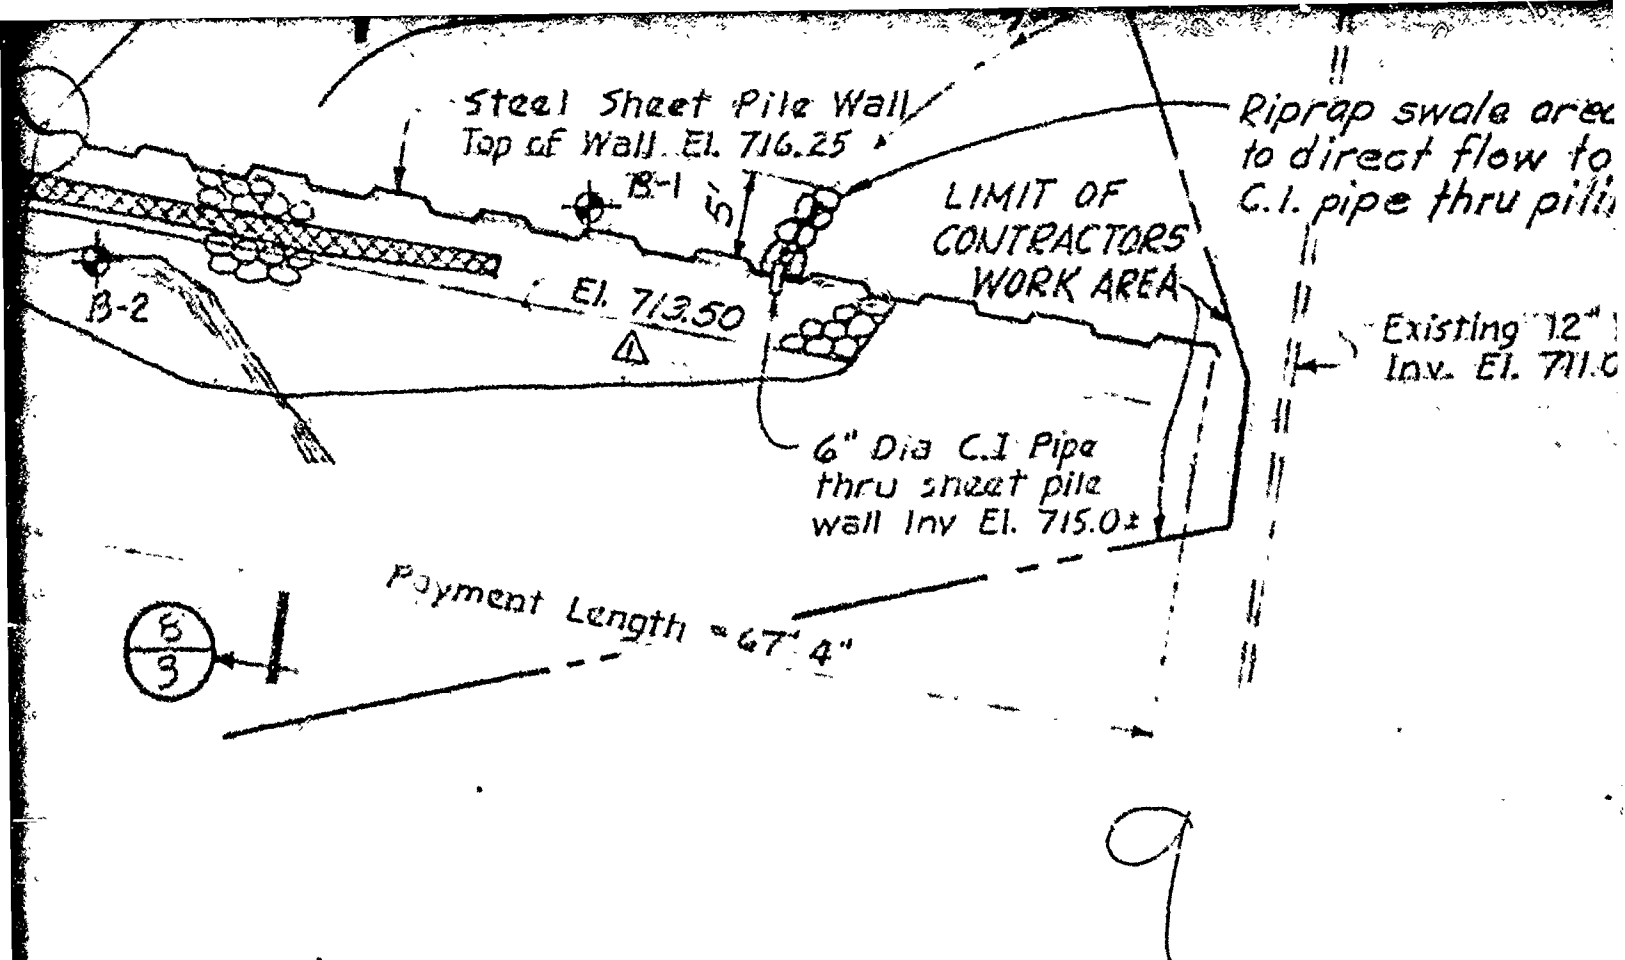 Steel Sheet Pile Wall
Top of Wall El. 716.25
B-1
5'
Riprap swale area
to direct flow to
C.I. pipe thru
LIMIT OF
CONTRACTORS
WORK AREA
B-2
El. 713.50
1
Existing 12"
Inv. El. 711.0
6" Dia C.I Pipe
thru sheet pile
wall Inv El. 715.0±
Payment Length = 67'-4"
B
3
9